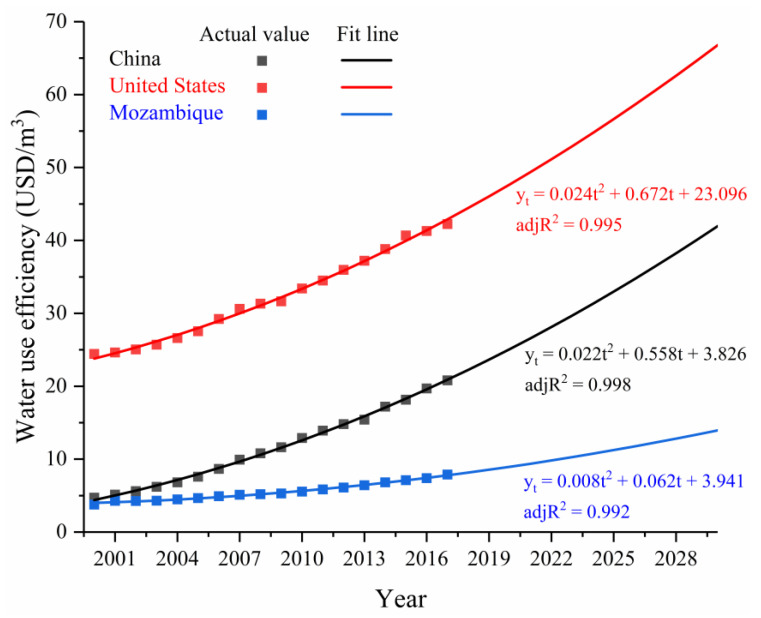 Actual value Fit line
China
United States
Mozambique
Water use efficiency (USD/m³)
70
60
50
40
30
20
10
0
yₜ = 0.024t² + 0.672t + 23.096
adjR² = 0.995
yₜ = 0.022t² + 0.558t + 3.826
adjR² = 0.998
yₜ = 0.008t² + 0.062t + 3.941
adjR² = 0.992
2001 2004 2007 2010 2013 2016 2019 2022 2025 2028
Year